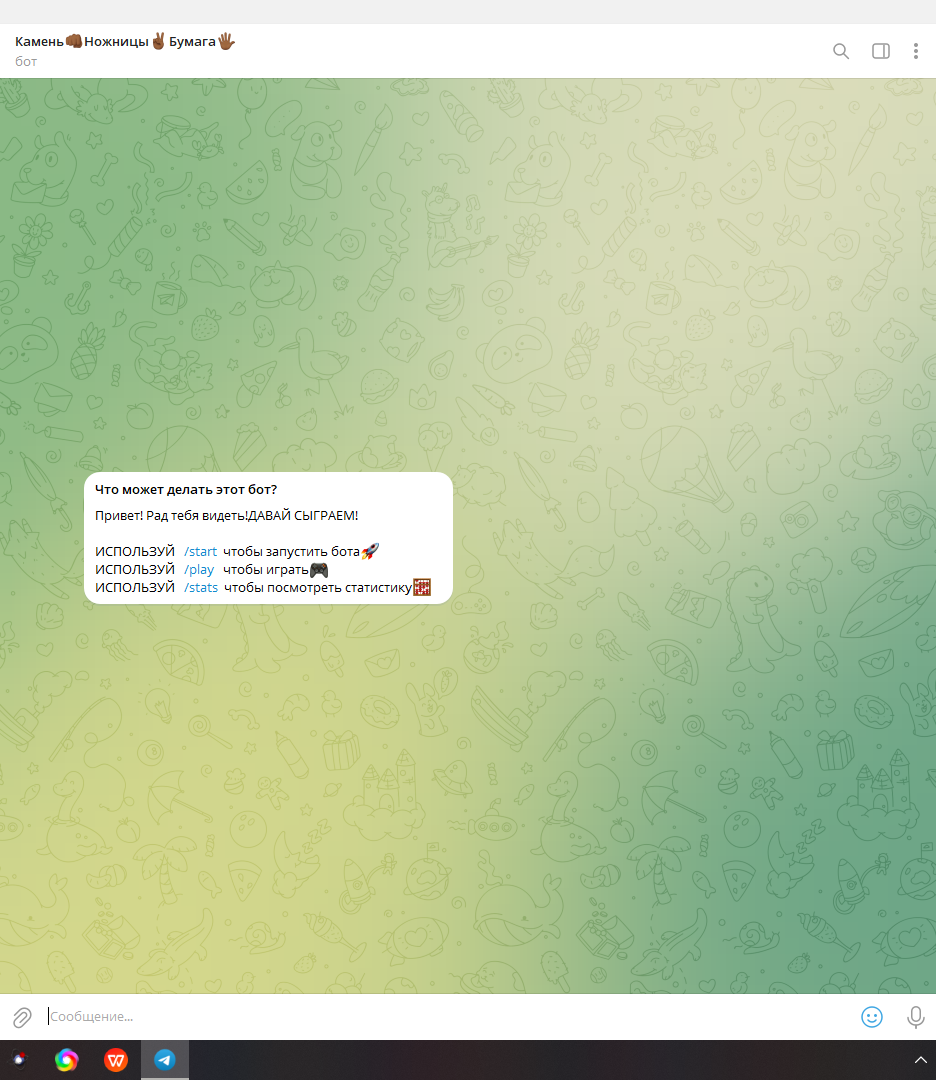 Камень👊🏾Ножницы✌🏾Бумага🖐🏾
бот
Что может делать этот бот?
Привет! Рад тебя видеть!ДАВАЙ СЫГРАЕМ!
ИСПОЛЬЗУЙ /start чтобы запустить бота🚀
ИСПОЛЬЗУЙ /play чтобы играть🎮
ИСПОЛЬЗУЙ /stats чтобы посмотреть статистику🧮
Сообщение...